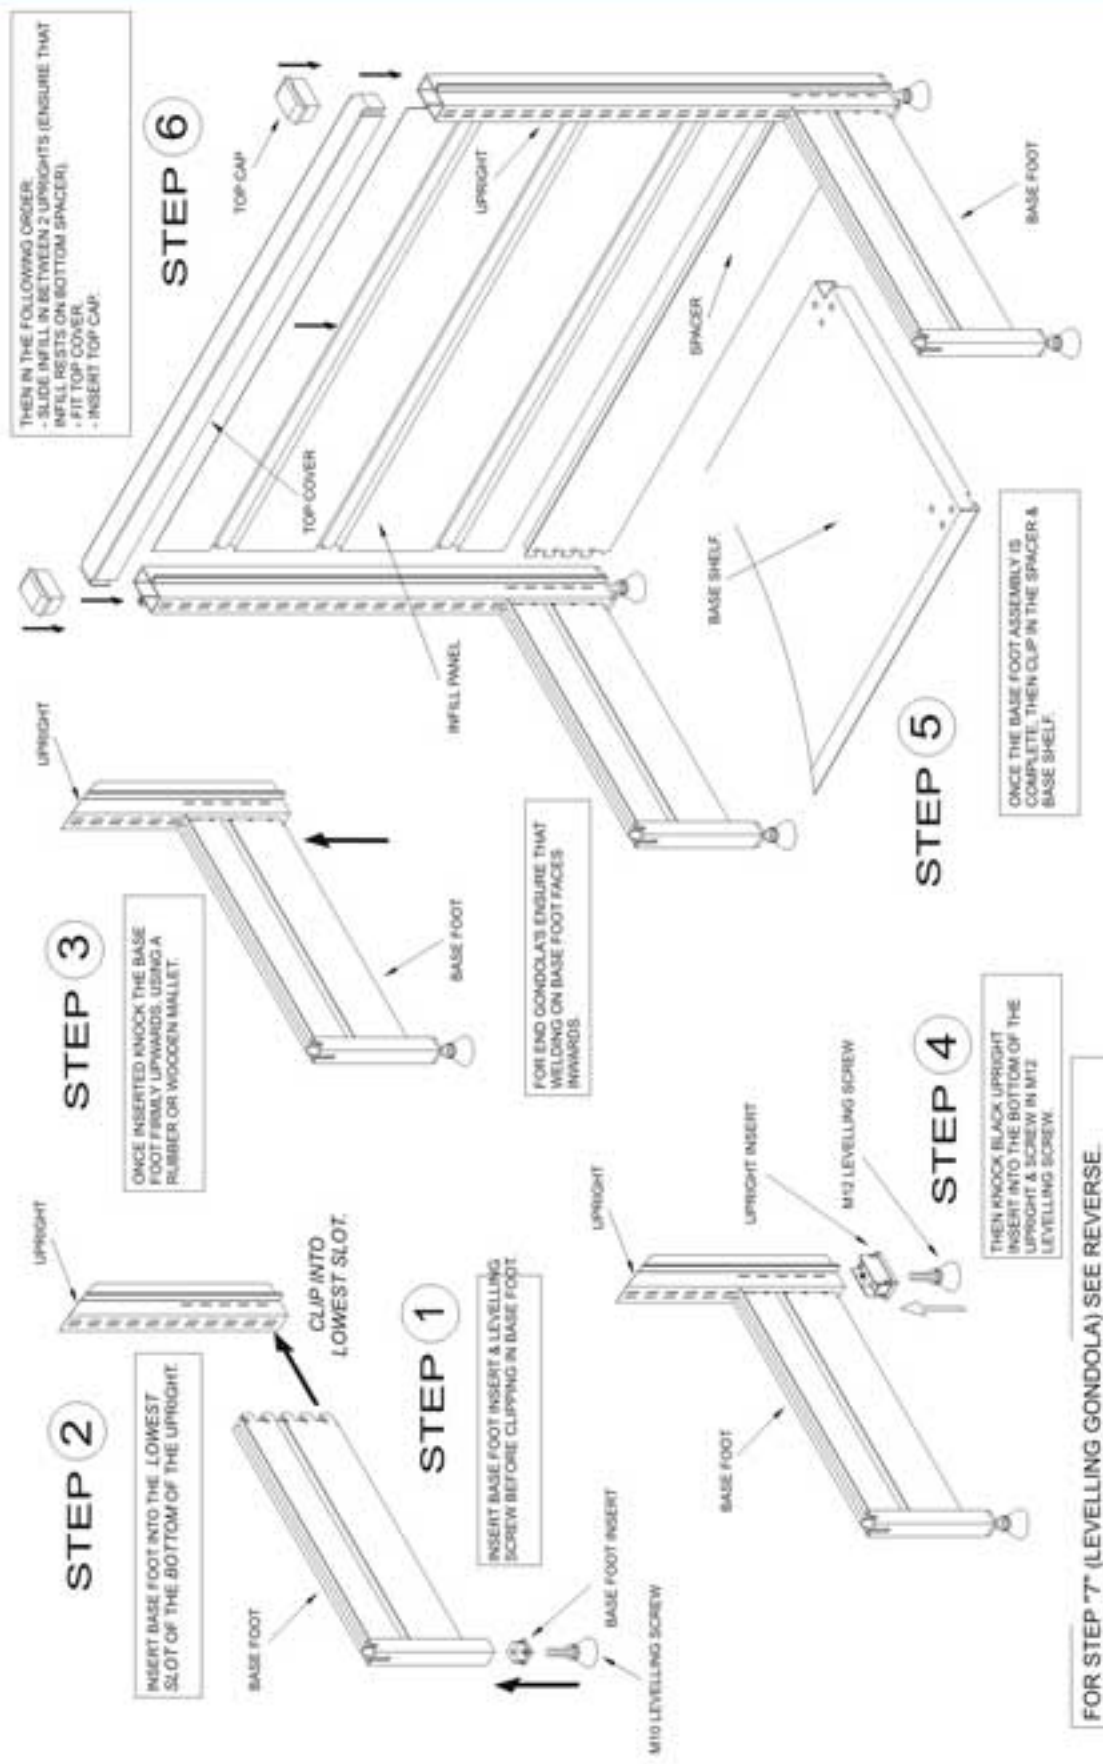 STEP 1
INSERT BASE FOOT INSERT & LEVELLING
SCREW BEFORE CLIPPING IN BASE FOOT
BASE FOOT
BASE FOOT INSERT
M10 LEVELLING SCREW
STEP 2
INSERT BASE FOOT INTO THE LOWEST
SLOT OF THE BOTTOM OF THE UPRIGHT.
UPRIGHT
CLIP INTO
LOWEST SLOT.
STEP 3
ONCE INSERTED KNOCK THE BASE
FOOT FIRMLY UPWARDS, USING A
RUBBER OR WOODEN MALLET.
UPRIGHT
BASE FOOT
FOR END GONDOLA'S ENSURE THAT
WELDING ON BASE FOOT FACES
INWARDS
STEP 4
THEN KNOCK BLACK UPRIGHT
INSERT INTO THE BOTTOM OF THE
UPRIGHT & SCREW IN M12
LEVELLING SCREW.
UPRIGHT
UPRIGHT INSERT
M12 LEVELLING SCREW
BASE FOOT
STEP 5
ONCE THE BASE FOOT ASSEMBLY IS
COMPLETE, THEN CLIP IN THE SPACER &
BASE SHELF.
BASE SHELF
SPACER
BASE FOOT
STEP 6
THEN IN THE FOLLOWING ORDER:
- SLIDE INFILL IN BETWEEN 2 UPRIGHTS (ENSURE THAT
INFILL RESTS ON BOTTOM SPACER).
- FIT TOP COVER.
- INSERT TOP CAP.
TOP CAP
UPRIGHT
TOP COVER
INFILL PANEL
FOR STEP "7" (LEVELLING GONDOLA) SEE REVERSE.